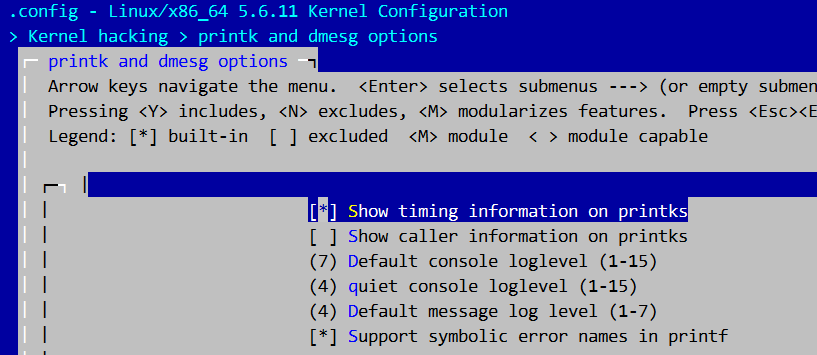 .config - Linux/x86_64 5.6.11 Kernel Configuration
> Kernel hacking > printk and dmesg options
printk and dmesg options
Arrow keys navigate the menu.  <Enter> selects submenus ---> (or empty submen
Pressing <Y> includes, <N> excludes, <M> modularizes features.  Press <Esc><E
Legend: [*] built-in  [ ] excluded  <M> module  < > module capable
[*] Show timing information on printks
[ ] Show caller information on printks
(7) Default console loglevel (1-15)
(4) quiet console loglevel (1-15)
(4) Default message log level (1-7)
[*] Support symbolic error names in printf